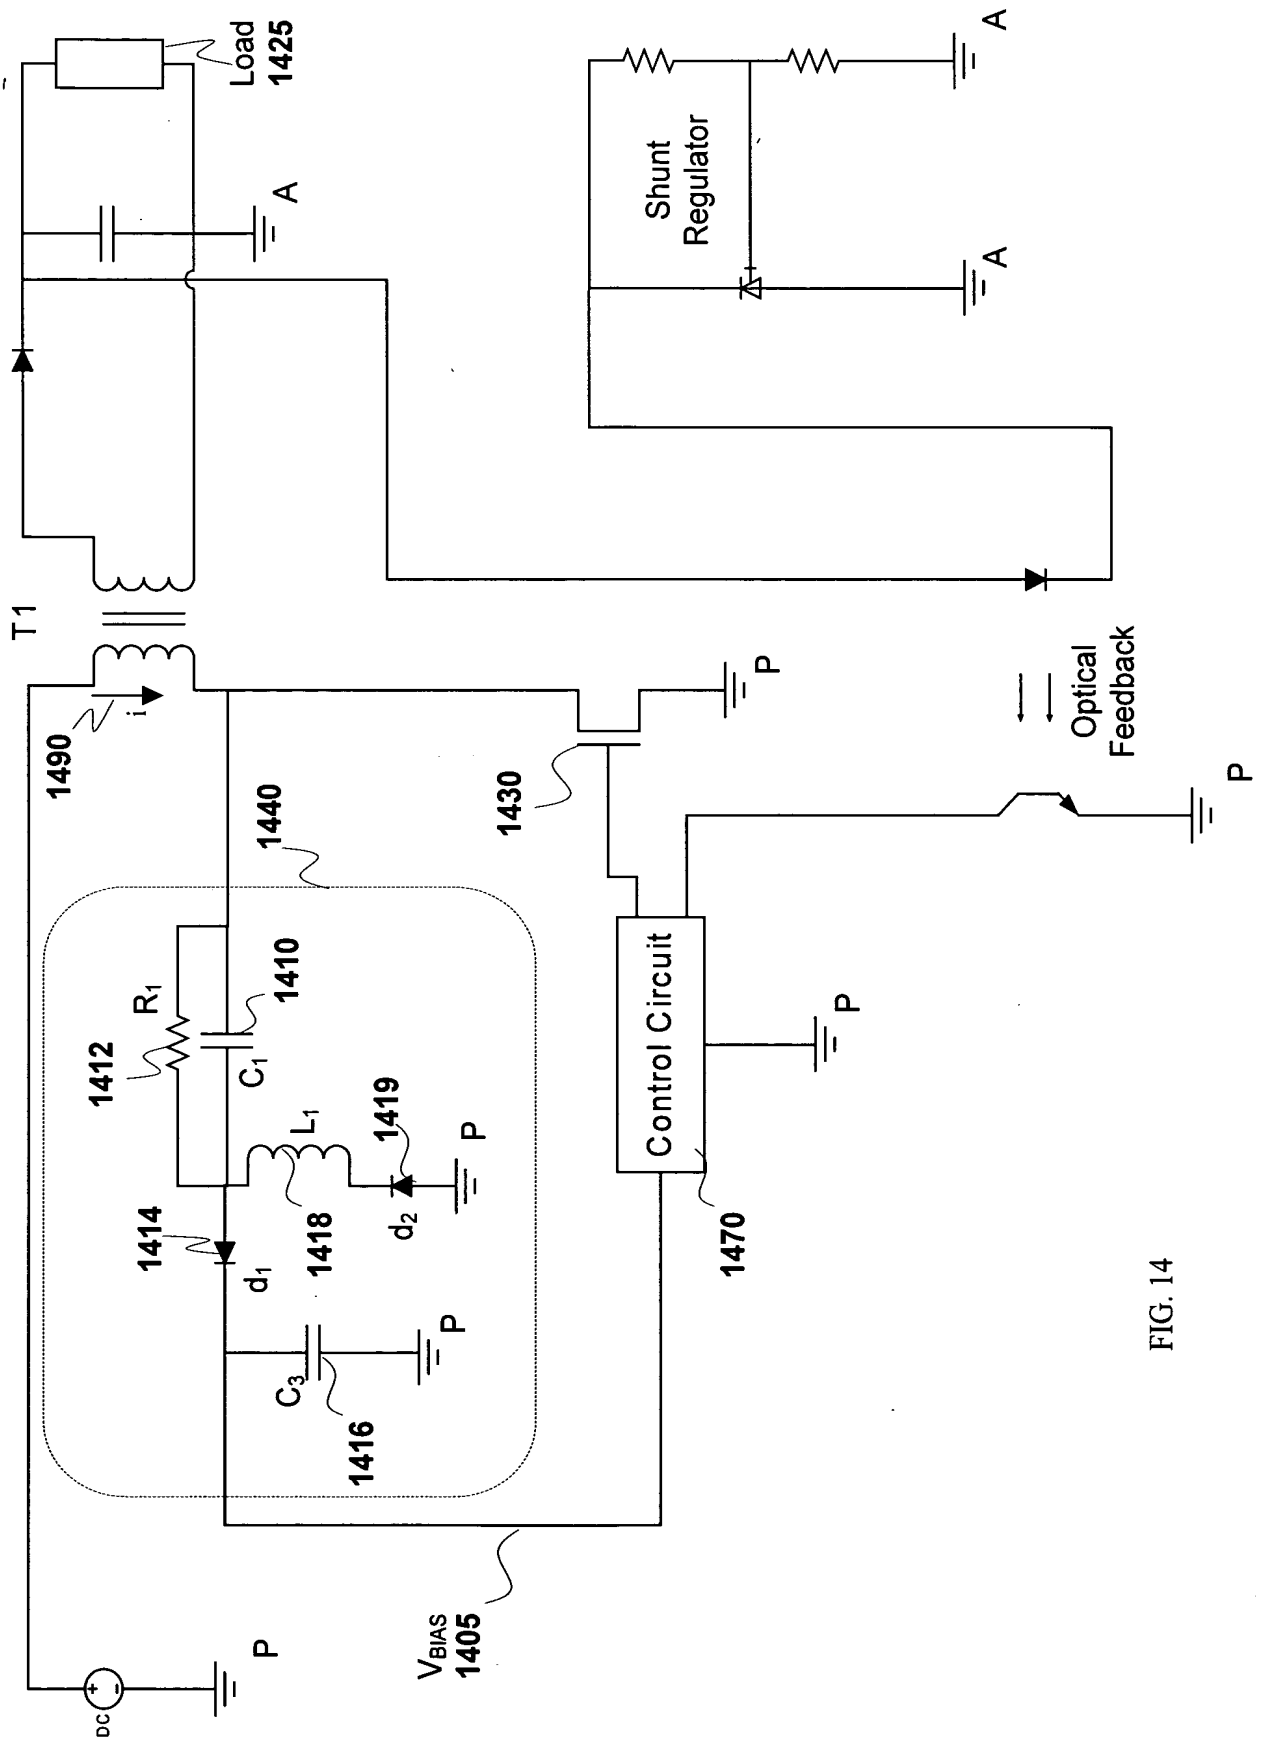 DC
+
-
P
VBIAS
1405
C3
1416
P
d1
1414
L1
1418
d2
1419
P
R1
1412
C1
1410
1440
1490
i
T1
1430
P
Control Circuit
1470
P
Optical
Feedback
P
Load
1425
A
Shunt
Regulator
A
A
FIG. 14